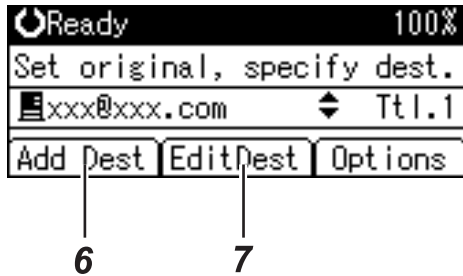 Ready 100%
Set original, specify dest.
xxx@xxx.com Ttl.1
Add Dest EditDest Options
6 7